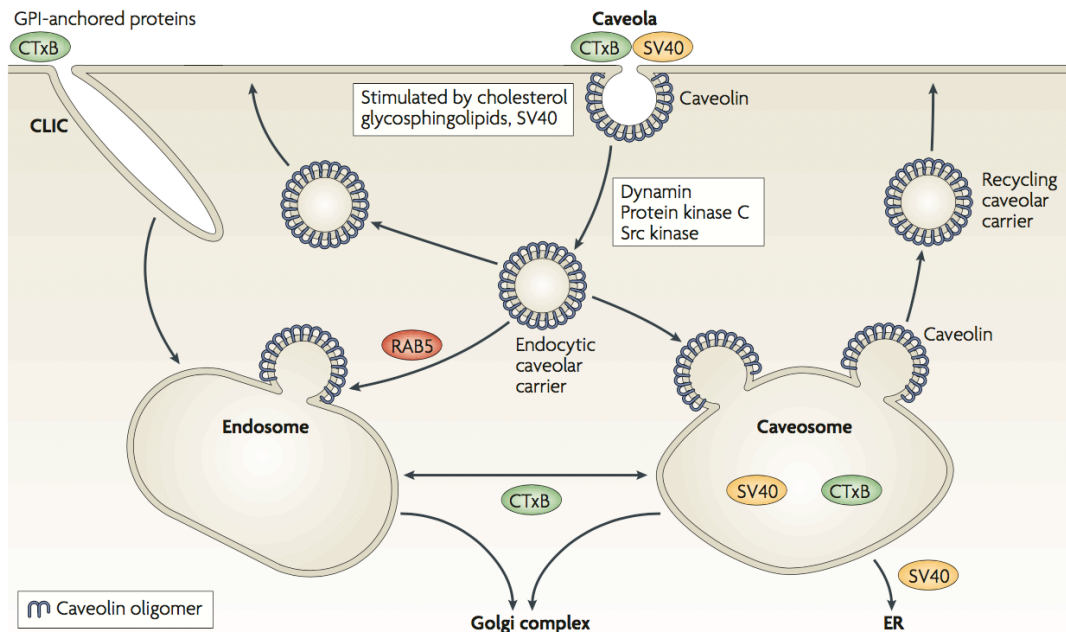 GPI-anchored proteins
CTxB
CLIC
Caveola
CTxB
SV40
Stimulated by cholesterol
glycosphingolipids, SV40
Caveolin
Dynamin
Protein kinase C
Src kinase
Recycling
caveolar
carrier
RAB5
Endocytic
caveolar
carrier
Caveolin
Endosome
Caveosome
SV40
CTxB
CTxB
SV40
Caveolin oligomer
Golgi complex
ER